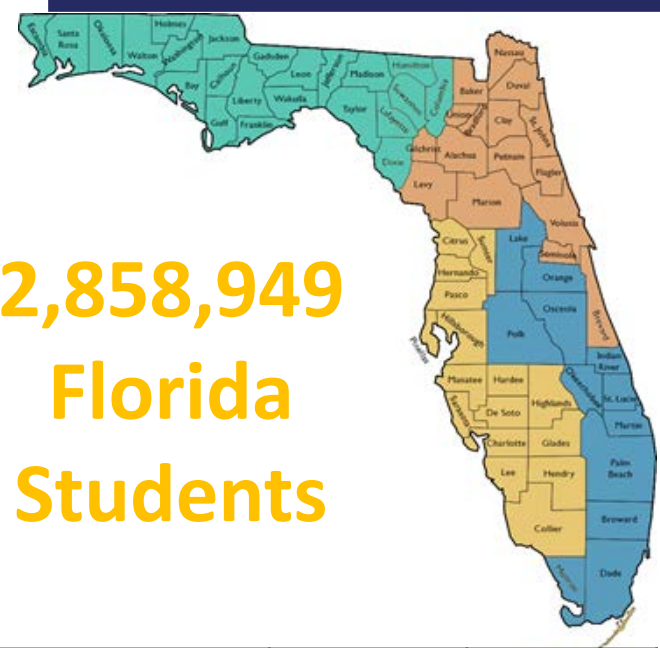 Escambia
Santa
Rosa
Okaloosa
Walton
Holmes
Washington
Jackson
Bay
Calhoun
Gulf
Gadsden
Liberty
Franklin
Leon
Wakulla
Jefferson
Madison
Taylor
Hamilton
Suwannee
Lafayette
Dixie
Columbia
Nassau
Baker
Duval
Union
Bradford
Clay
St. Johns
Gilchrist
Alachua
Putnam
Flagler
Levy
Marion
Volusia
Citrus
Sumter
Lake
Seminole
Hernando
Orange
Pasco
Osceola
Brevard
Hillsborough
Pinellas
Polk
Indian
River
Manatee
Hardee
Okeechobee
St. Lucie
Sarasota
De Soto
Highlands
Martin
Charlotte
Glades
Lee
Hendry
Palm
Beach
Collier
Broward
Monroe
Dade
2,858,949
Florida
Students